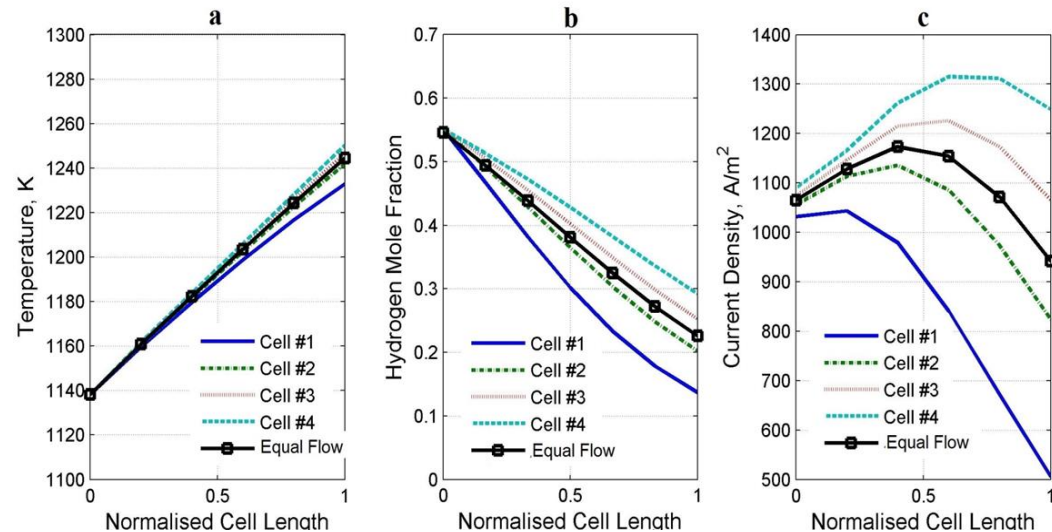 a
1300
1280
1260
1240
1220
1200
1180
1160
1140
1120
1100
0
0.5
1
Temperature, K
Normalised Cell Length
Cell #1
Cell #2
Cell #3
Cell #4
Equal Flow
b
0.7
0.6
0.5
0.4
0.3
0.2
0.1
0
0
0.5
1
Hydrogen Mole Fraction
Normalised Cell Length
Cell #1
Cell #2
Cell #3
Cell #4
Equal Flow
c
1400
1300
1200
1100
1000
900
800
700
600
500
0
0.5
1
Current Density, A/m²
Normalised Cell Length
Cell #1
Cell #2
Cell #3
Cell #4
Equal Flow